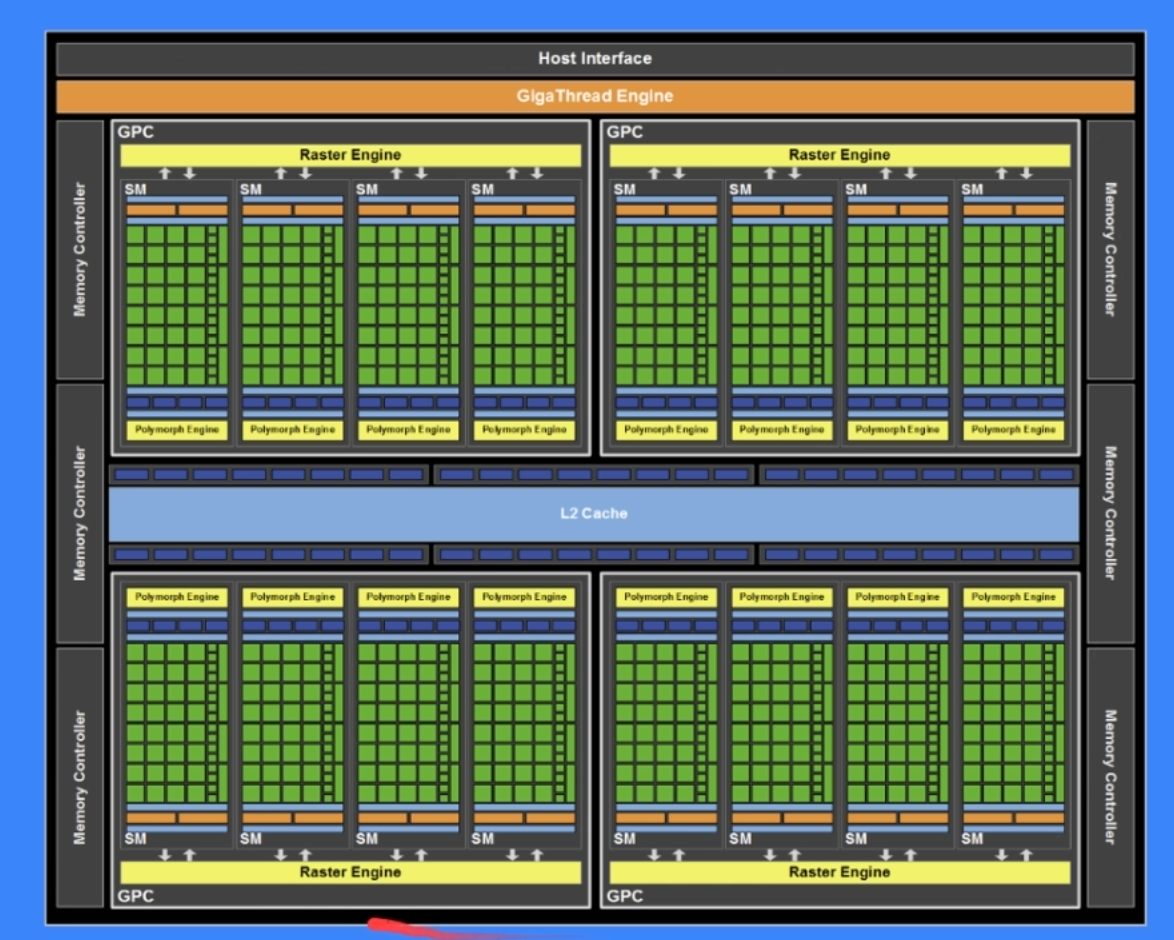 Host Interface
GigaThread Engine
GPC GPC
Raster Engine Raster Engine
SM SM SM SM SM SM SM SM
Memory Controller Memory Controller
Polymorph Engine Polymorph Engine Polymorph Engine Polymorph Engine Polymorph Engine Polymorph Engine Polymorph Engine Polymorph Engine
Memory Controller Memory Controller
L2 Cache
Polymorph Engine Polymorph Engine Polymorph Engine Polymorph Engine Polymorph Engine Polymorph Engine Polymorph Engine Polymorph Engine
Memory Controller Memory Controller
SM SM SM SM SM SM SM SM
Raster Engine Raster Engine
GPC GPC